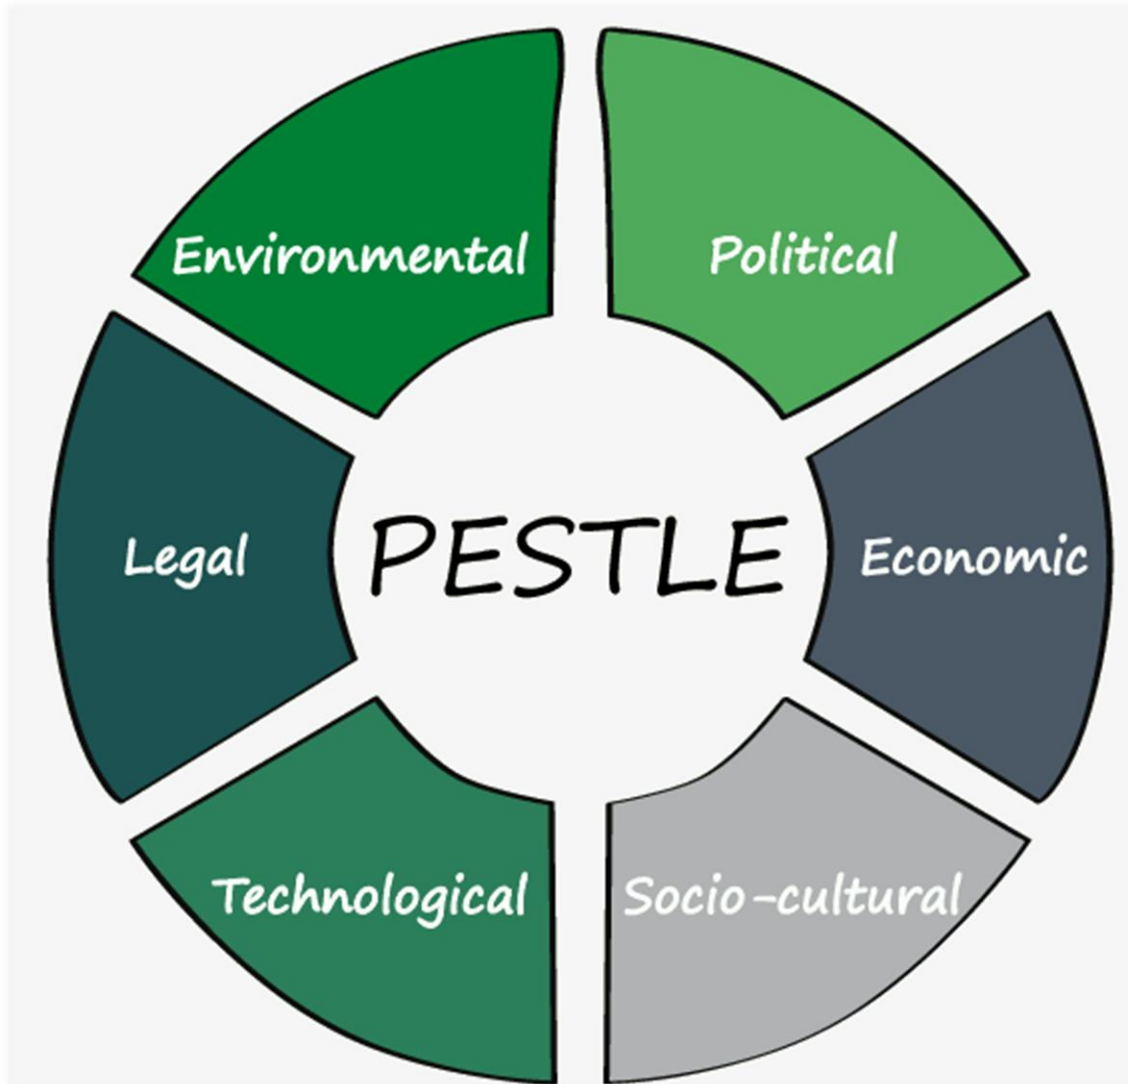 Environmental
Political
Legal
PESTLE
Economic
Technological
Socio-cultural